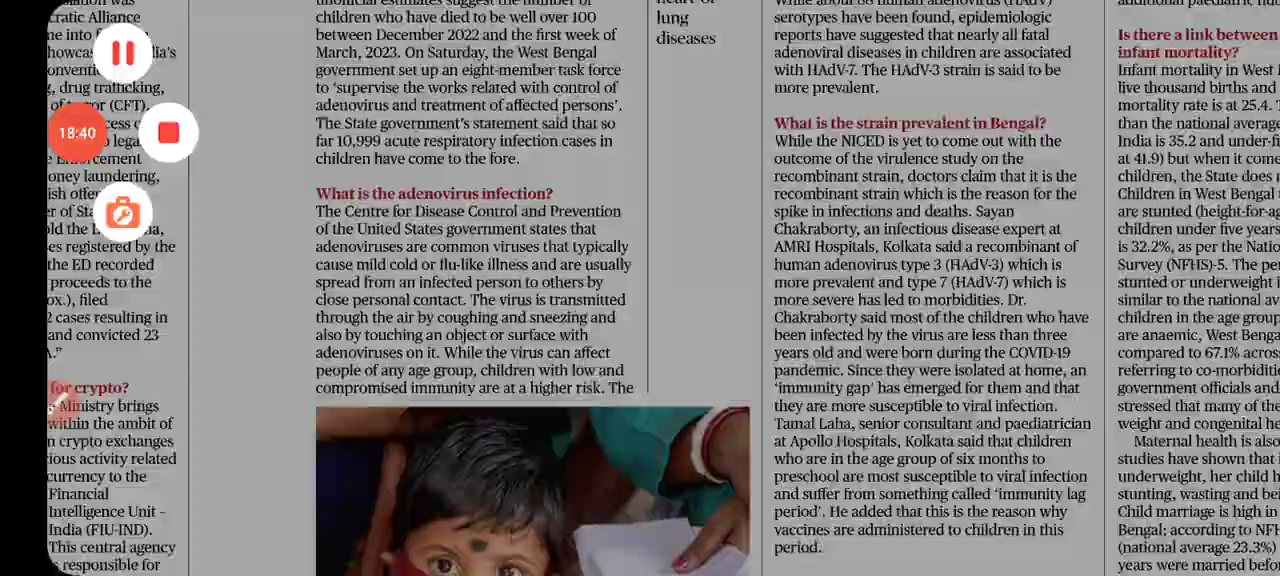 cratic Alliance
me into
howcas
onventi
, drug trafficking,
(CFT).
lega
ement
oney laundering,
ish offe
er of Sta
old the
es registered by the
the ED recorded
proceeds to the
ox.), filed
2 cases resulting in
and convicted 23
for crypto?
Ministry brings
within the ambit of
n crypto exchanges
ious activity related
currency to the
Financial
Intelligence Unit –
India (FIU-IND).
This central agency
s responsible for
18:40
children who have died to be well over 100
between December 2022 and the first week of
March, 2023. On Saturday, the West Bengal
government set up an eight-member task force
to ‘supervise the works related with control of
adenovirus and treatment of affected persons’.
The State government’s statement said that so
far 10,999 acute respiratory infection cases in
children have come to the fore.
What is the adenovirus infection?
The Centre for Disease Control and Prevention
of the United States government states that
adenoviruses are common viruses that typically
cause mild cold or flu-like illness and are usually
spread from an infected person to others by
close personal contact. The virus is transmitted
through the air by coughing and sneezing and
also by touching an object or surface with
adenoviruses on it. While the virus can affect
people of any age group, children with low and
compromised immunity are at a higher risk. The
lung
diseases
serotypes have been found, epidemiologic
reports have suggested that nearly all fatal
adenoviral diseases in children are associated
with HAdV-7. The HAdV-3 strain is said to be
more prevalent.
What is the strain prevalent in Bengal?
While the NICED is yet to come out with the
outcome of the virulence study on the
recombinant strain, doctors claim that it is the
recombinant strain which is the reason for the
spike in infections and deaths. Sayan
Chakraborty, an infectious disease expert at
AMRI Hospitals, Kolkata said a recombinant of
human adenovirus type 3 (HAdV-3) which is
more prevalent and type 7 (HAdV-7) which is
more severe has led to morbidities. Dr.
Chakraborty said most of the children who have
been infected by the virus are less than three
years old and were born during the COVID-19
pandemic. Since they were isolated at home, an
‘immunity gap’ has emerged for them and that
they are more susceptible to viral infection.
Tamal Laha, senior consultant and paediatrician
at Apollo Hospitals, Kolkata said that children
who are in the age group of six months to
preschool are most susceptible to viral infection
and suffer from something called ‘immunity lag
period’. He added that this is the reason why
vaccines are administered to children in this
period.
Is there a link between
infant mortality?
Infant mortality in West
live thousand births and
mortality rate is at 25.4.
than the national average
India is 35.2 and under-fi
at 41.9) but when it come
children, the State does
Children in West Bengal
are stunted (height-for-ag
children under five years
is 32.2%, as per the Natio
Survey (NFHS)-5. The per
stunted or underweight i
similar to the national av
children in the age group
are anaemic, West Benga
compared to 67.1% across
referring to co-morbiditie
government officials and
stressed that many of the
weight and congenital he
Maternal health is also
studies have shown that i
underweight, her child h
stunting, wasting and be
Child marriage is high in
Bengal; according to NFH
(national average 23.3%)
years were married befor